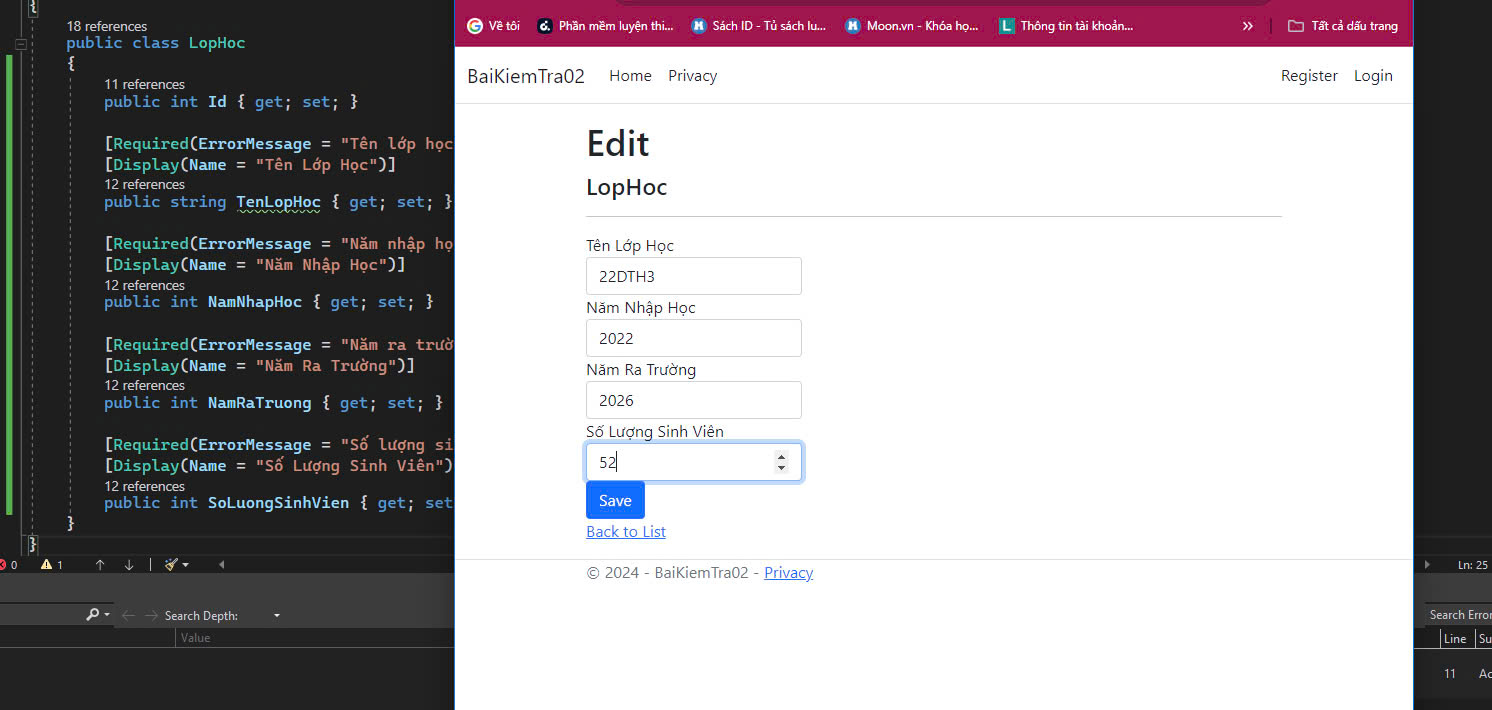 {
18 references
public class LopHoc
{
11 references
public int Id { get; set; }
[Required(ErrorMessage = "Tên lớp học
[Display(Name = "Tên Lớp Học")]
12 references
public string TenLopHoc { get; set; }
[Required(ErrorMessage = "Năm nhập họ
[Display(Name = "Năm Nhập Học")]
12 references
public int NamNhapHoc { get; set; }
[Required(ErrorMessage = "Năm ra trườ
[Display(Name = "Năm Ra Trường")]
12 references
public int NamRaTruong { get; set; }
[Required(ErrorMessage = "Số lượng si
[Display(Name = "Số Lượng Sinh Viên")
12 references
public int SoLuongSinhVien { get; set
}
}
0 1
Search Depth:
Value
Về tôi Phần mềm luyện thi... Sách ID - Tủ sách lu... Moon.vn - Khóa họ... L Thông tin tài khoản... » Tất cả dấu trang
BaiKiemTra02 Home Privacy Register Login
Edit
LopHoc
Tên Lớp Học
22DTH3
Năm Nhập Học
2022
Năm Ra Trường
2026
Số Lượng Sinh Viên
52
Save
Back to List
© 2024 - BaiKiemTra02 - Privacy
Ln: 25
Search Error
Line Su
11 Ac